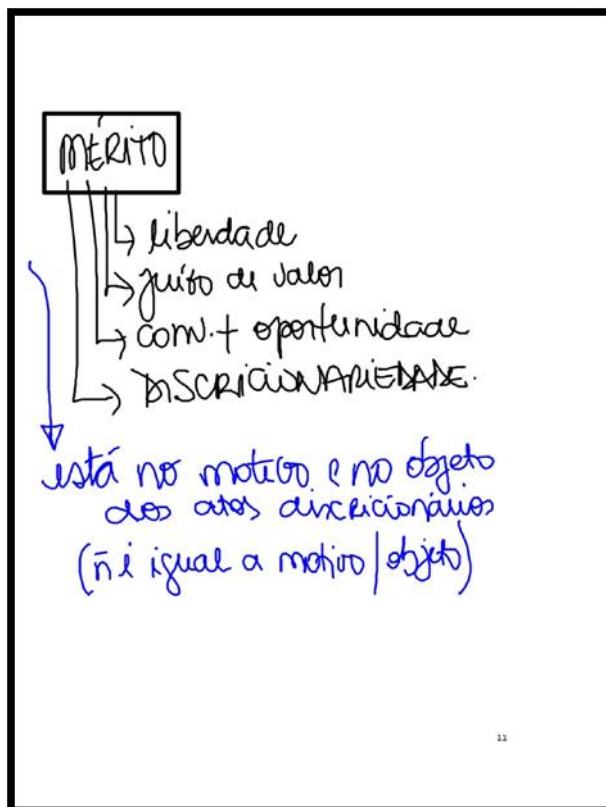 MÉRITO
liberdade
juízo de valor
conv. + oportunidade
DISCRICIONARIEDADE.
está no motivo e no objeto
dos atos discricionários
(ñ é igual a motivo/objeto)
11